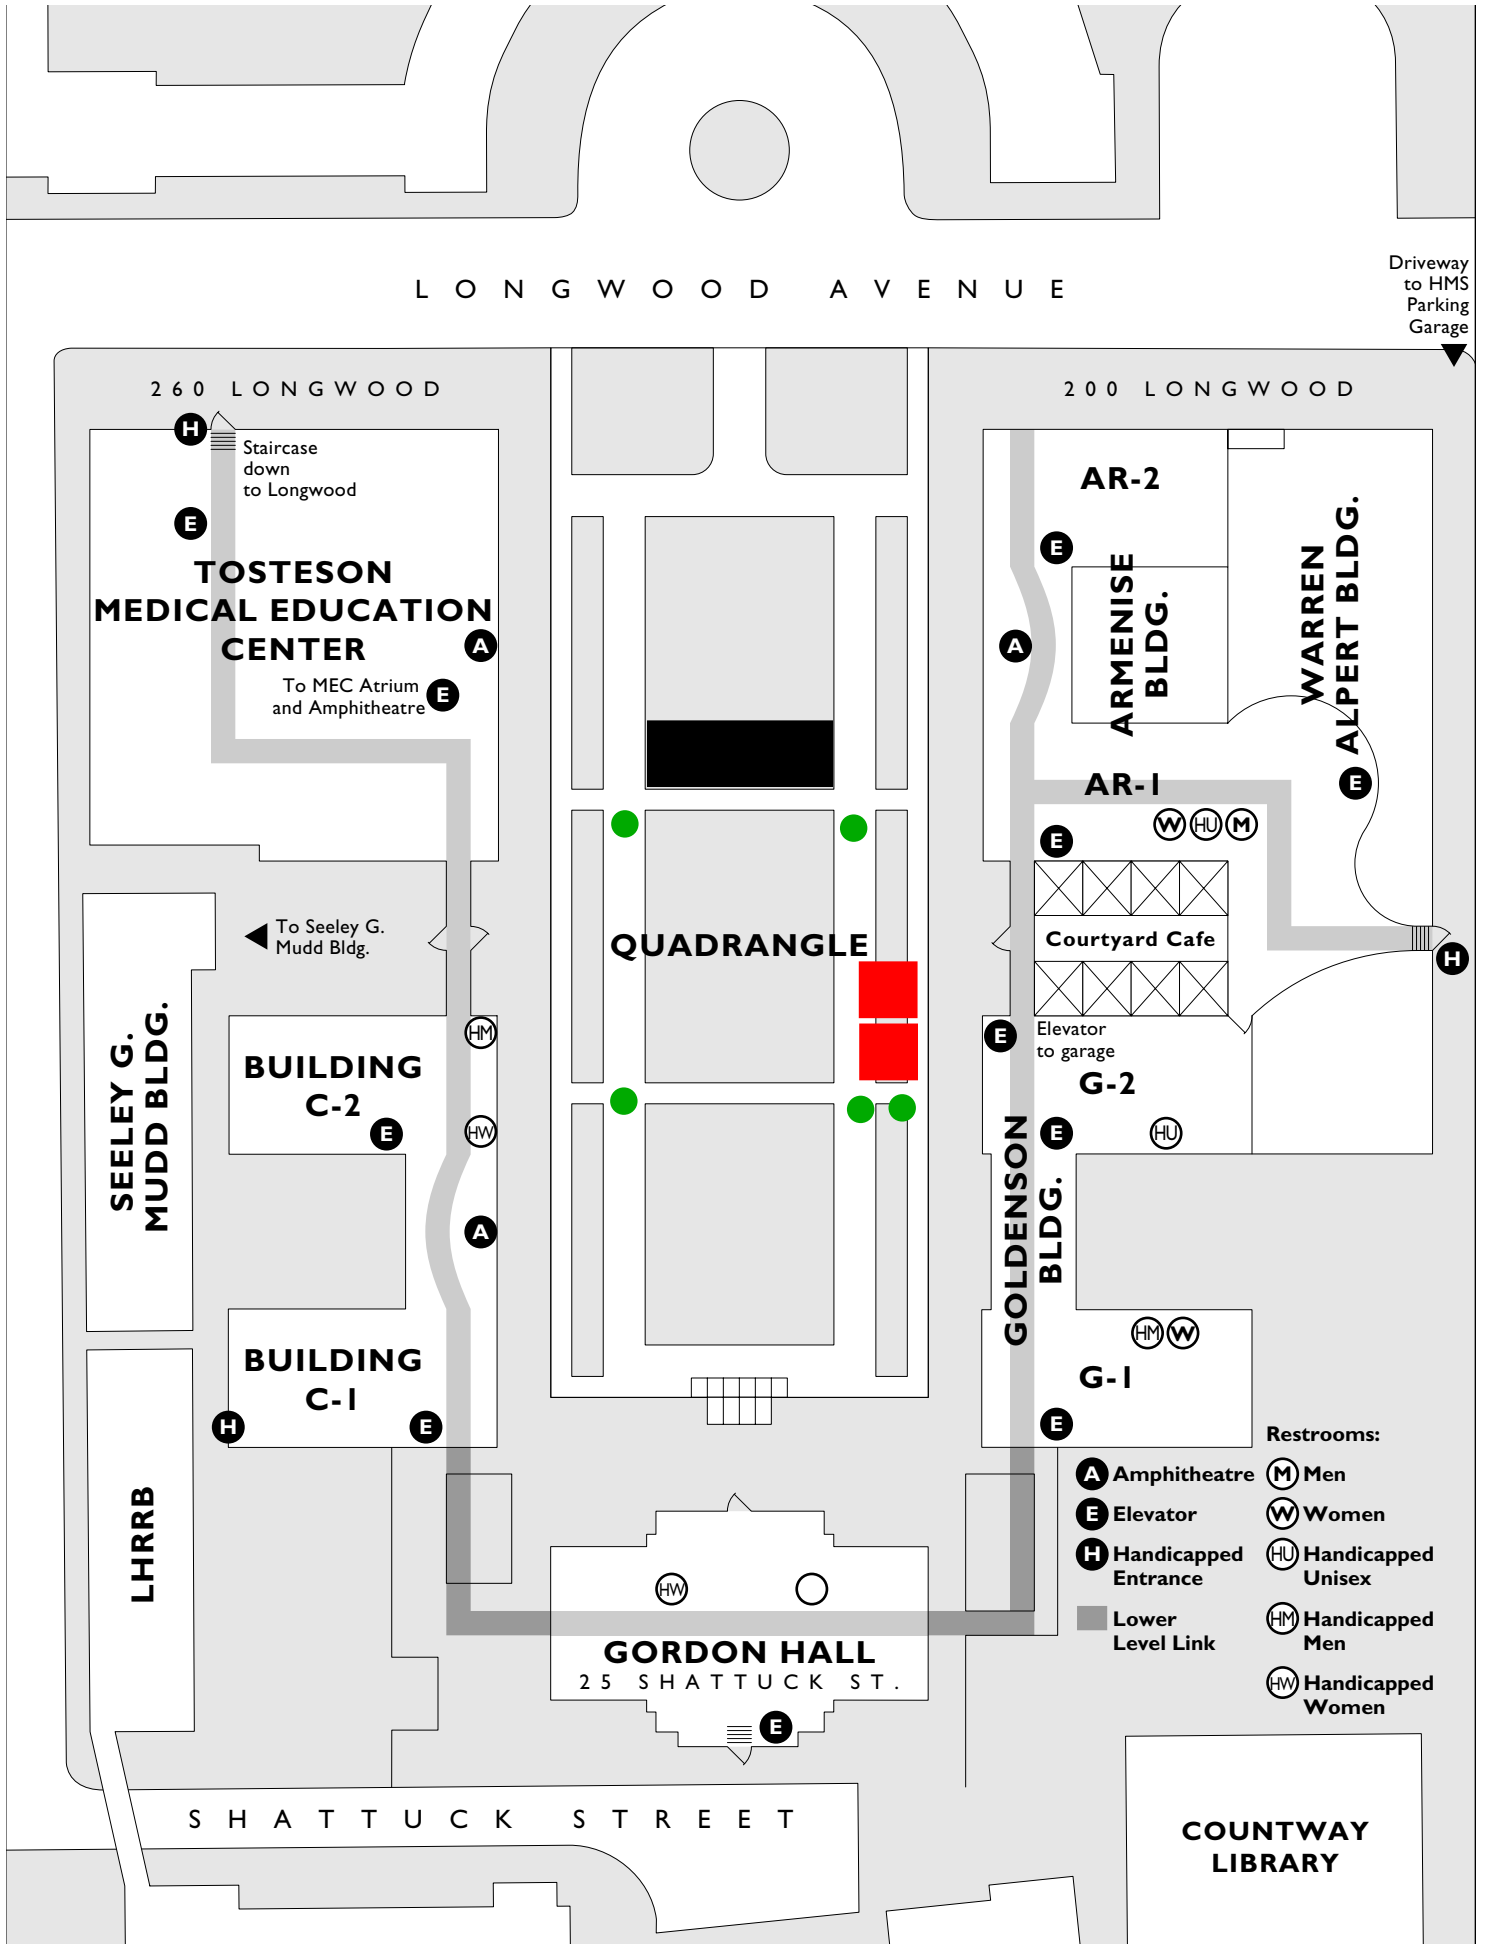 LONGWOOD AVENUE
Driveway
to HMS
Parking
Garage
260 LONGWOOD
200 LONGWOOD
H
Staircase
down
to Longwood
E
TOSTESON
MEDICAL EDUCATION
CENTER
A
To MEC Atrium
and Amphitheatre
E
AR-2
E
ARMENISE
BLDG.
WARREN
ALPERT BLDG.
A
AR-1
E
W HU M
E
To Seeley G.
Mudd Bldg.
QUADRANGLE
Courtyard Cafe
H
SEELEY G.
MUDD BLDG.
HM
BUILDING
C-2
E
HW
A
E
Elevator
to garage
G-2
E
HU
GOLDENSON
BLDG.
BUILDING
C-1
H
E
HM W
G-1
E
LHRRB
Restrooms:
A Amphitheatre
E Elevator
H Handicapped
Entrance
Lower
Level Link
M Men
W Women
HU Handicapped
Unisex
HM Handicapped
Men
HW Handicapped
Women
HW
GORDON HALL
25 SHATTUCK ST.
E
SHATTUCK STREET
COUNTWAY
LIBRARY